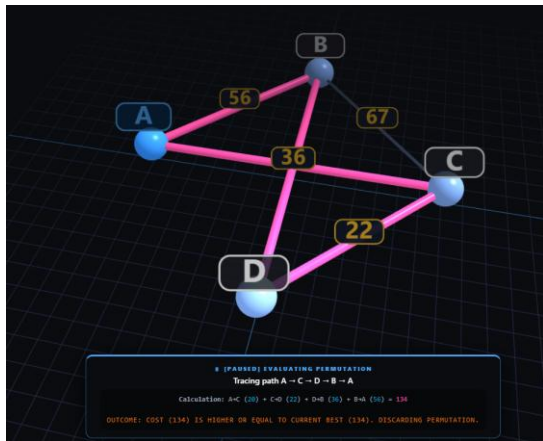 B
56
A
67
36
C
22
D
[PAUSED] EVALUATING PERMUTATION
Tracing path A → C → D → B → A
Calculation: A→C (20) + C→D (22) + D→B (36) + B→A (56) = 134
OUTCOME: COST (134) IS HIGHER OR EQUAL TO CURRENT BEST (134). DISCARDING PERMUTATION.